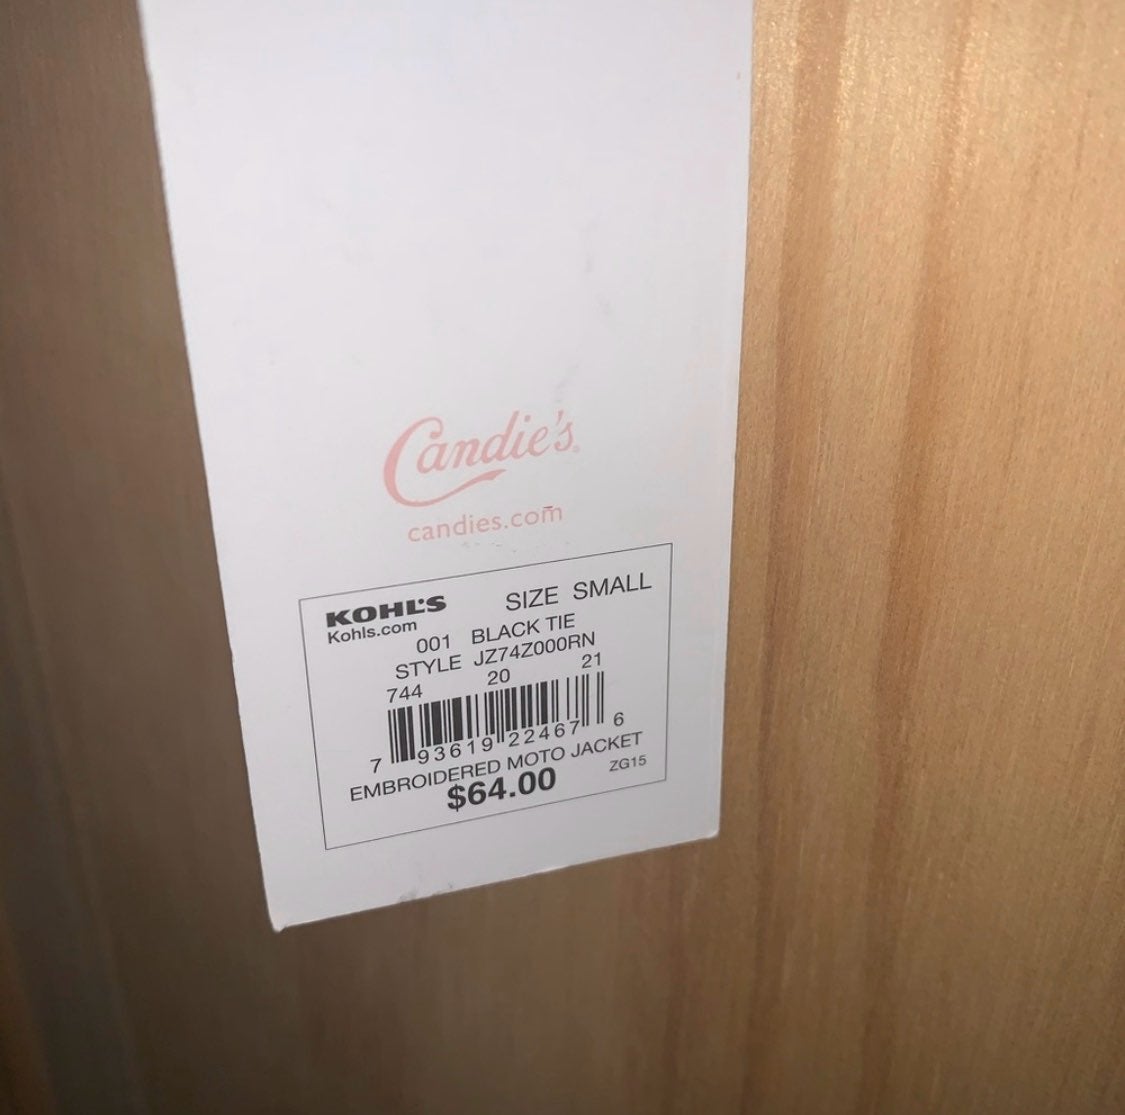 Candie's
candies.com
KOHL'S SIZE SMALL
Kohls.com
001 BLACK TIE
STYLE JZ74Z000RN
744 20 21
7 93619 22467 6
EMBROIDERED MOTO JACKET
$64.00 ZG15